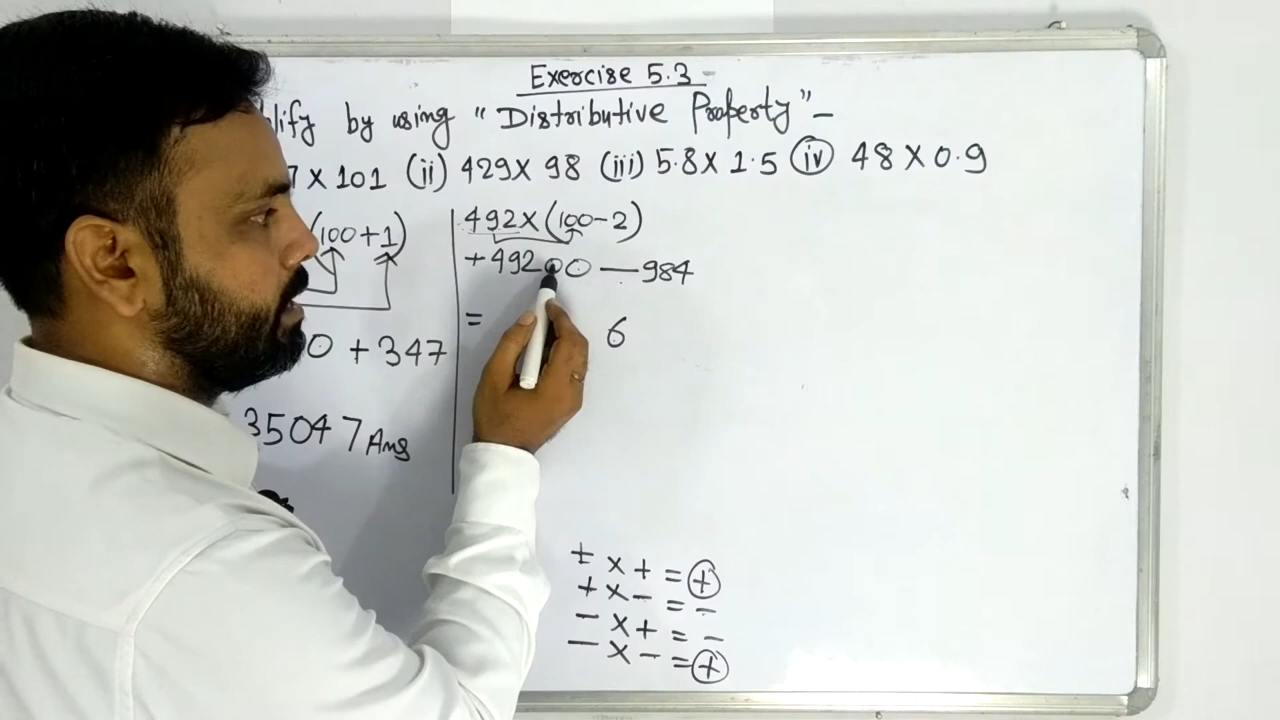 Exercise 5.3
lify by using "Distributive Property" -
7 X 101 (ii) 429 X 98 (iii) 5.8 X 1.5 (iv) 48 X 0.9
(100+1)
0 + 347
35047 Ans
492 X (100-2)
+49200 — 984
= 6
+ X + = +
+ X - = -
- X + = -
- X - = +